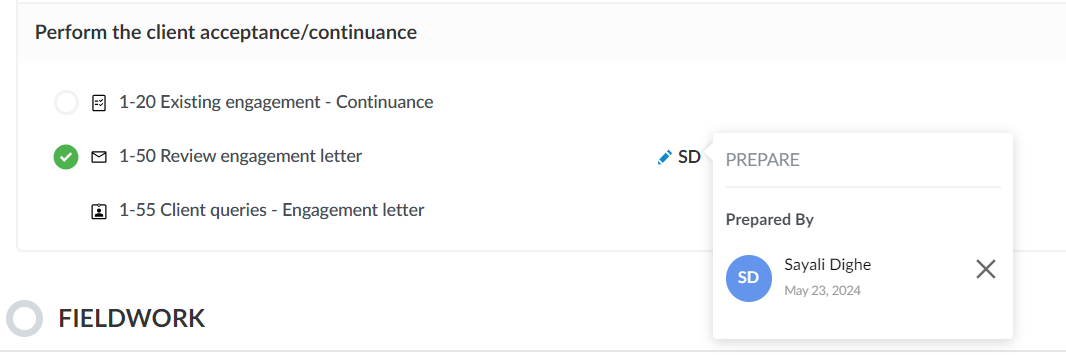 Perform the client acceptance/continuance
1-20 Existing engagement - Continuance
1-50 Review engagement letter
SD
PREPARE
Prepared By
SD
Sayali Dighe
May 23, 2024
1-55 Client queries - Engagement letter
FIELDWORK